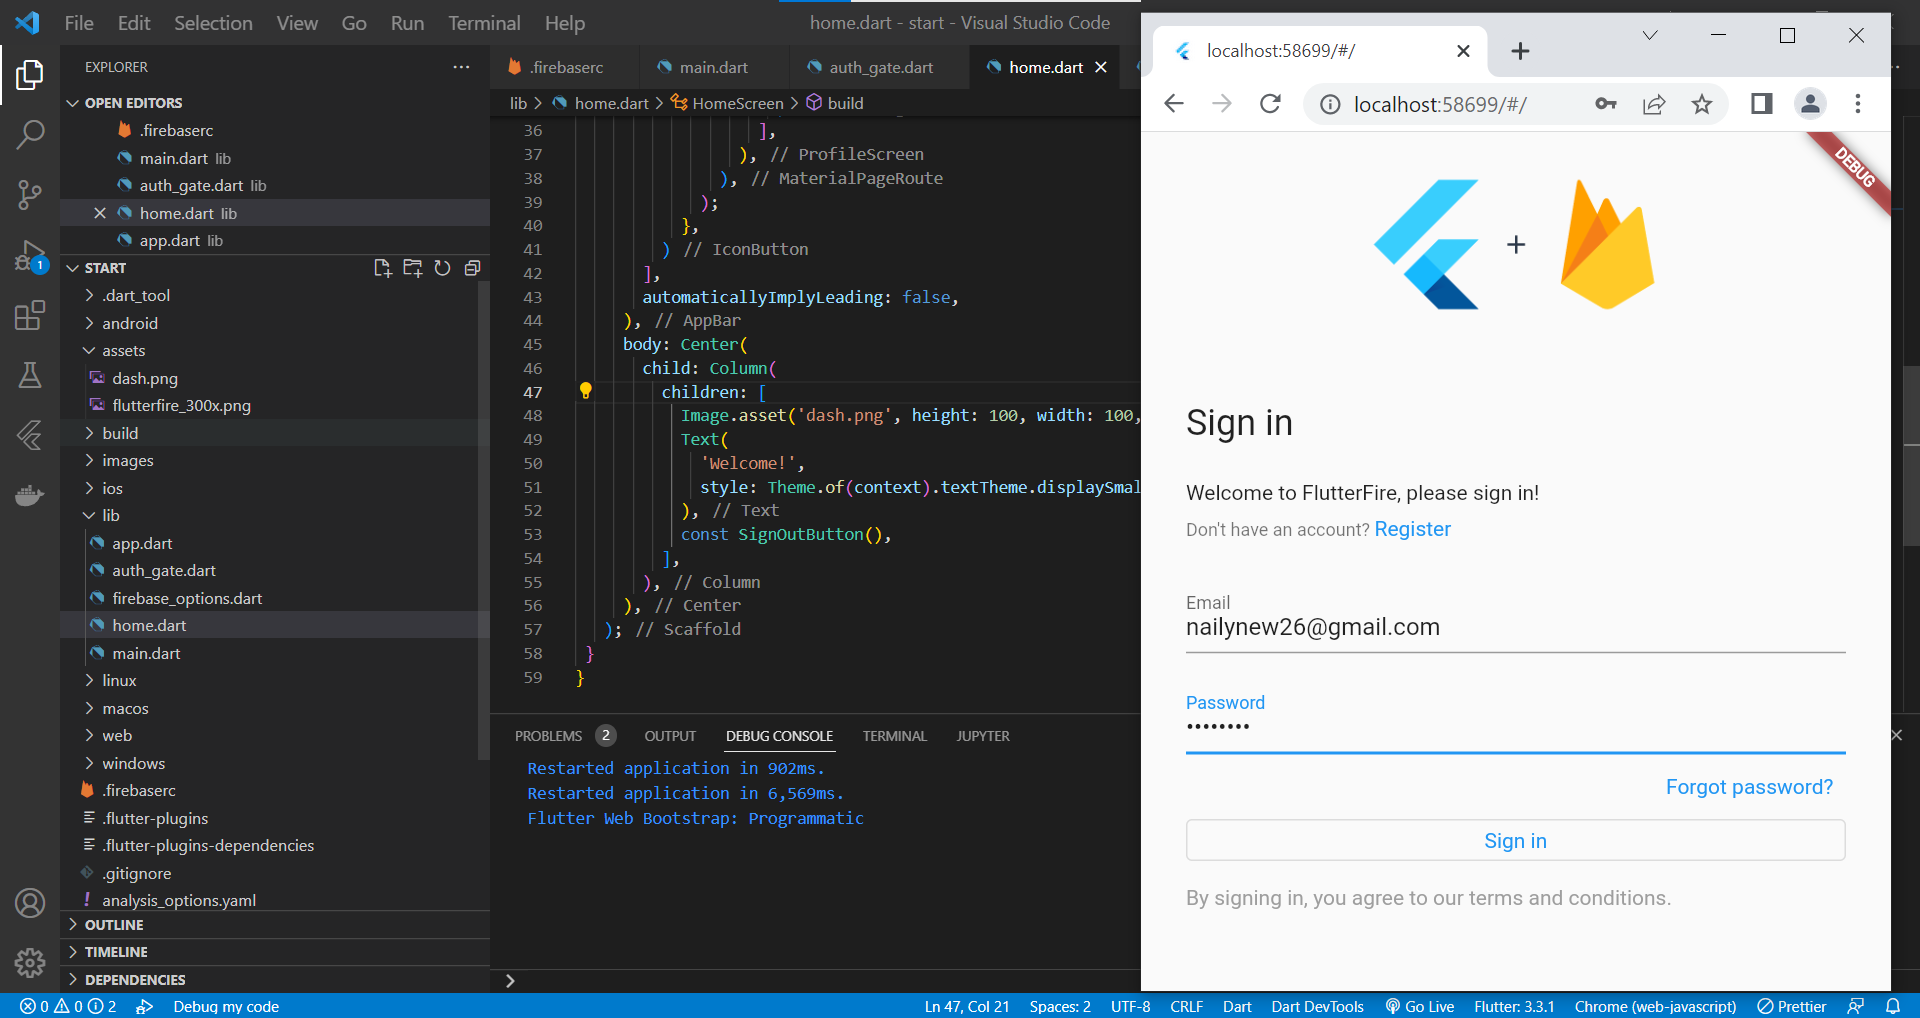 File Edit Selection View Go Run Terminal Help
home.dart - start - Visual Studio Code
EXPLORER
OPEN EDITORS
.firebaserc
main.dart lib
auth_gate.dart lib
home.dart lib
app.dart lib
START
.dart_tool
android
assets
dash.png
flutterfire_300x.png
build
images
ios
lib
app.dart
auth_gate.dart
firebase_options.dart
home.dart
main.dart
linux
macos
web
windows
.firebaserc
.flutter-plugins
.flutter-plugins-dependencies
.gitignore
analysis_options.yaml
OUTLINE
TIMELINE
DEPENDENCIES
1
.firebaserc main.dart auth_gate.dart home.dart
lib > home.dart > HomeScreen > build
36 ],
37 ), // ProfileScreen
38 ), // MaterialPageRoute
39 );
40 },
41 ) // IconButton
42 ],
43 automaticallyImplyLeading: false,
44 ), // AppBar
45 body: Center(
46 child: Column(
47 children: [
48 Image.asset('dash.png', height: 100, width: 100,
49 Text(
50 'Welcome!',
51 style: Theme.of(context).textTheme.displaySmal
52 ), // Text
53 const SignOutButton(),
54 ],
55 ), // Column
56 ), // Center
57 ); // Scaffold
58 }
59 }
PROBLEMS 2 OUTPUT DEBUG CONSOLE TERMINAL JUPYTER
Restarted application in 902ms.
Restarted application in 6,569ms.
Flutter Web Bootstrap: Programmatic
localhost:58699/#/
localhost:58699/#/
DEBUG
+
Sign in
Welcome to FlutterFire, please sign in!
Don't have an account? Register
Email
nailynew26@gmail.com
Password
••••••••
Forgot password?
Sign in
By signing in, you agree to our terms and conditions.
0 0 2 Debug my code Ln 47, Col 21 Spaces: 2 UTF-8 CRLF Dart Dart DevTools Go Live Flutter: 3.3.1 Chrome (web-javascript) Prettier